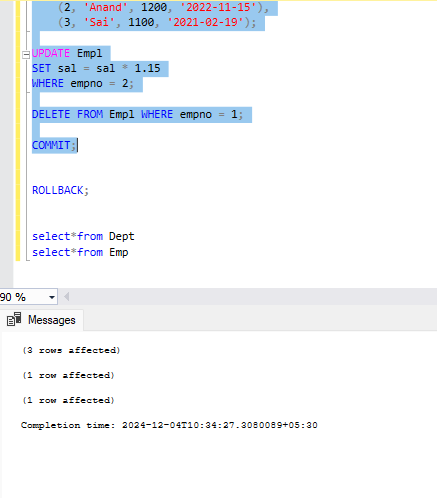 (2, 'Anand', 1200, '2022-11-15'),
(3, 'Sai', 1100, '2021-02-19');
UPDATE Empl
SET sal = sal * 1.15
WHERE empno = 2;
DELETE FROM Empl WHERE empno = 1;
COMMIT;
ROLLBACK;
select*from Dept
select*from Emp
90 %
Messages
(3 rows affected)
(1 row affected)
(1 row affected)
Completion time: 2024-12-04T10:34:27.3080089+05:30